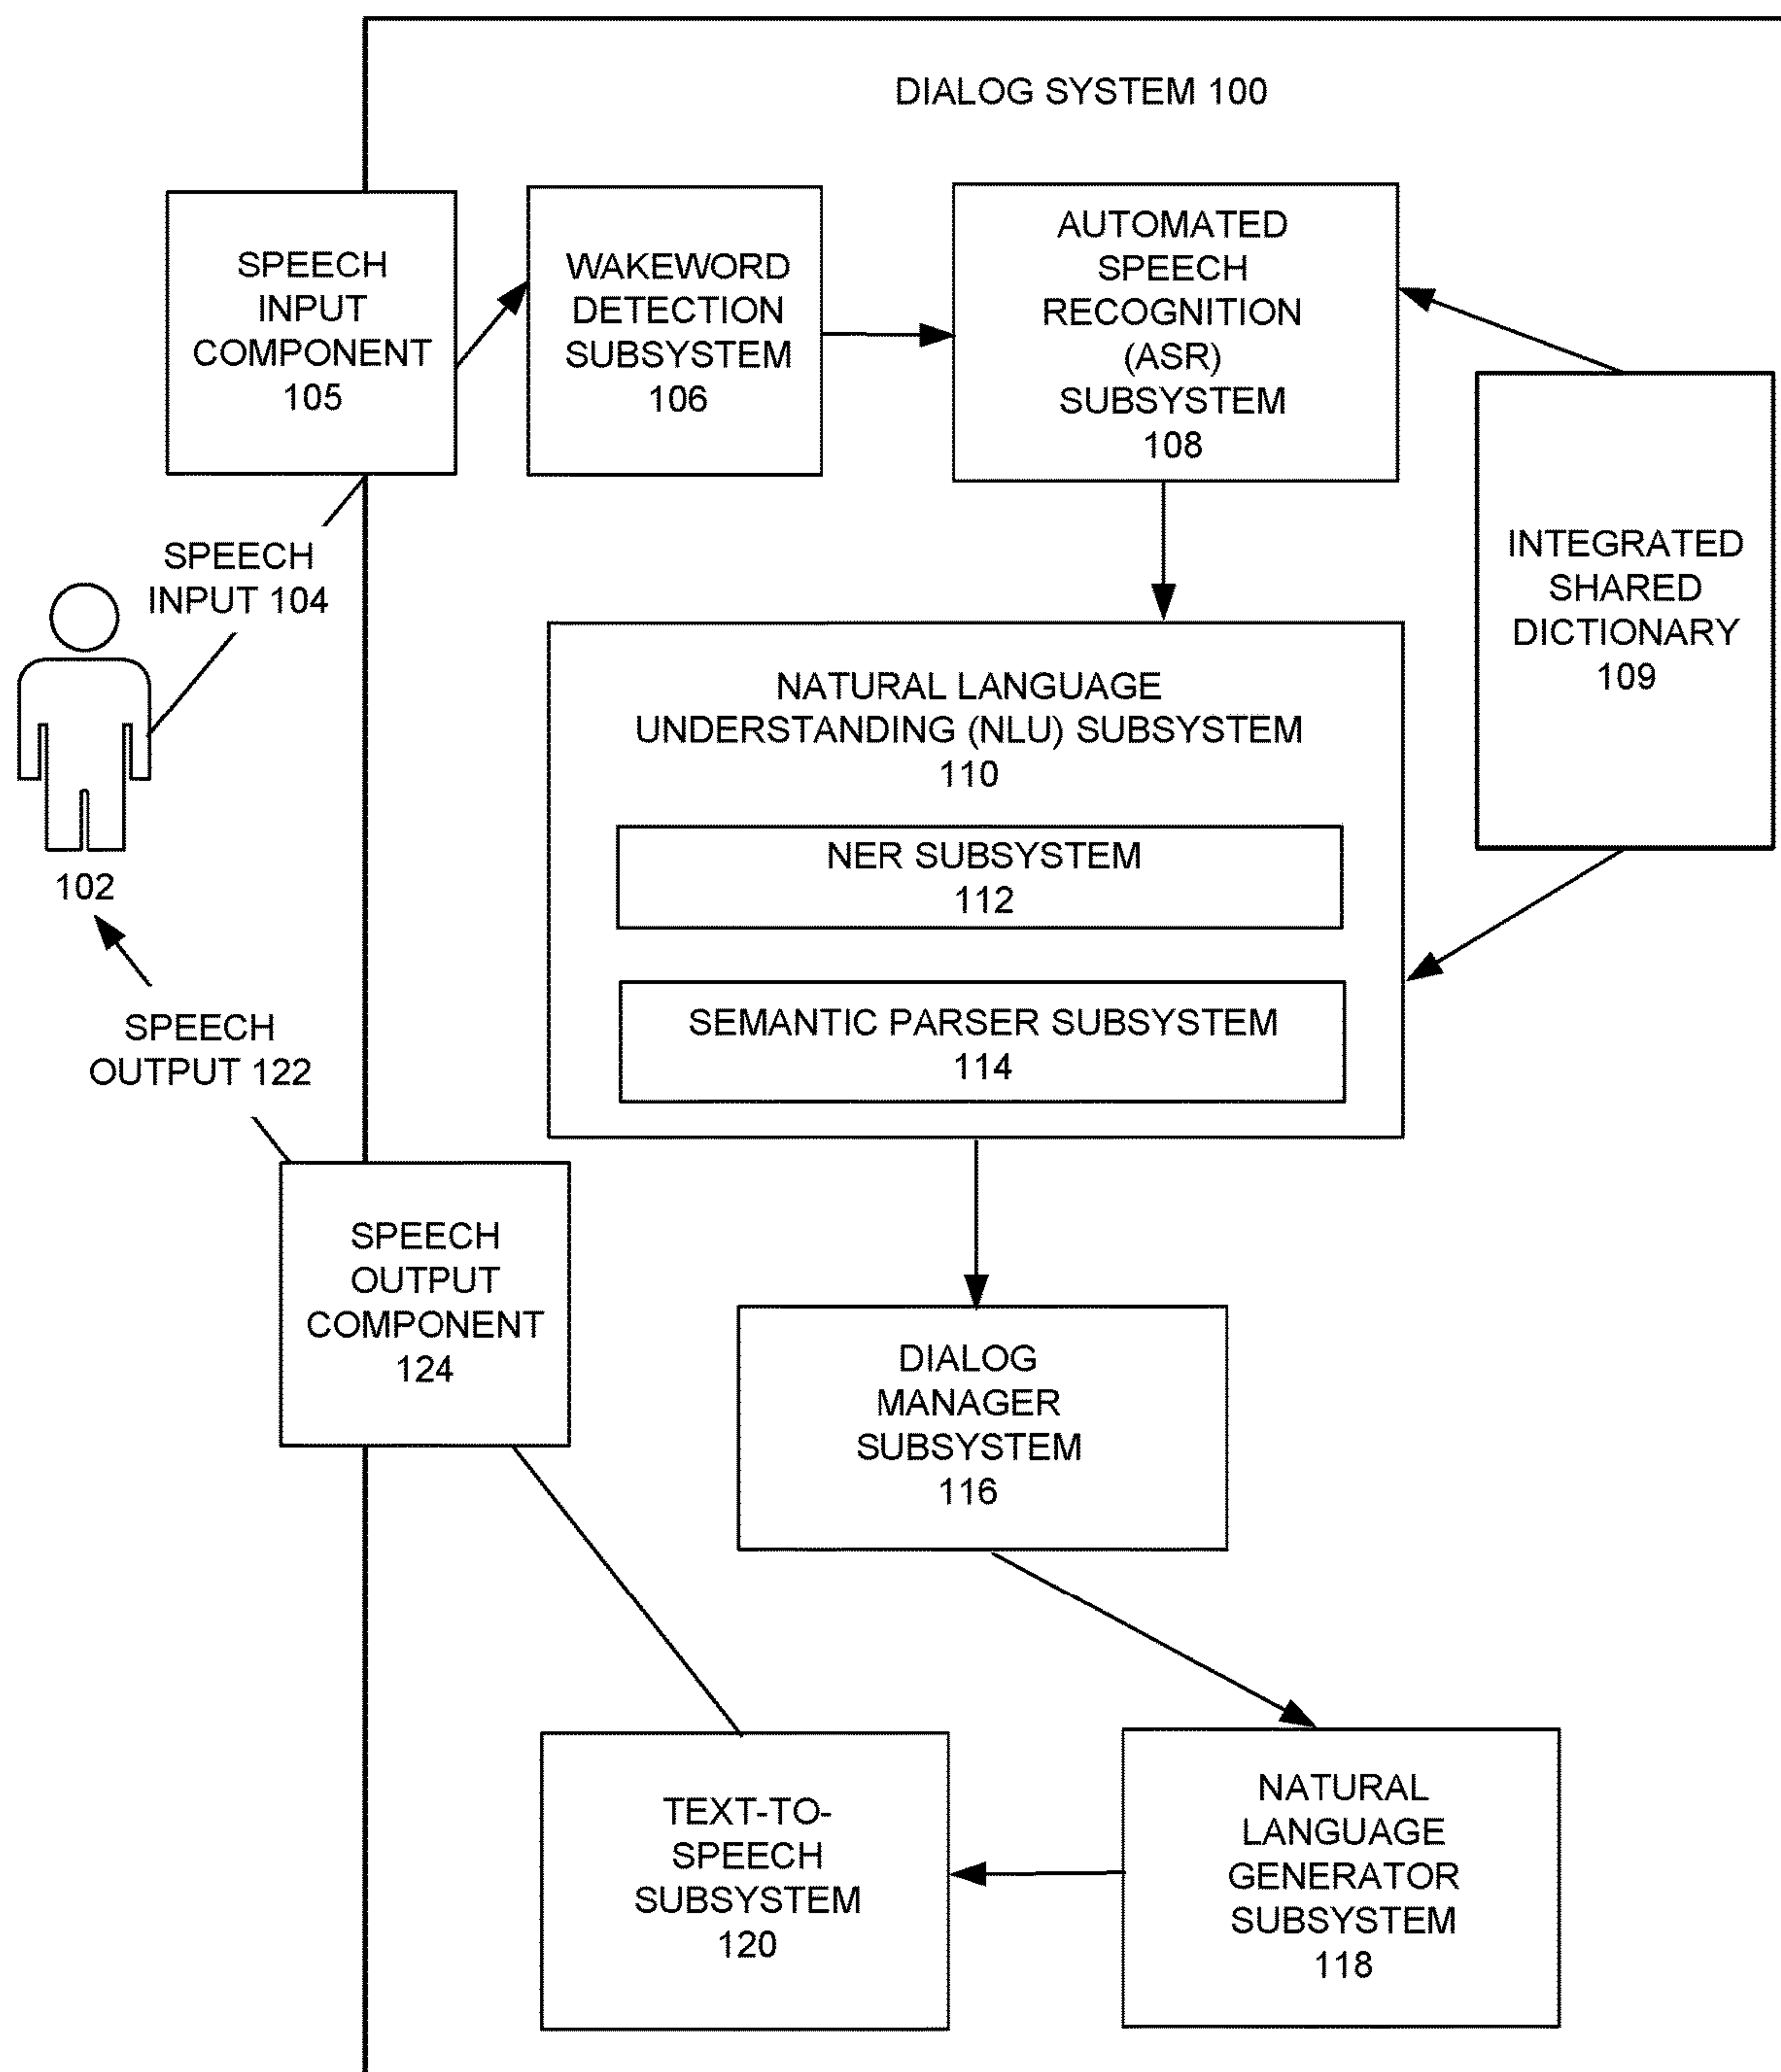 DIALOG SYSTEM 100
SPEECH
INPUT
COMPONENT
105
WAKEWORD
DETECTION
SUBSYSTEM
106
AUTOMATED
SPEECH
RECOGNITION
(ASR)
SUBSYSTEM
108
INTEGRATED
SHARED
DICTIONARY
109
SPEECH
INPUT 104
102
NATURAL LANGUAGE
UNDERSTANDING (NLU) SUBSYSTEM
110
NER SUBSYSTEM
112
SEMANTIC PARSER SUBSYSTEM
114
SPEECH
OUTPUT 122
SPEECH
OUTPUT
COMPONENT
124
DIALOG
MANAGER
SUBSYSTEM
116
TEXT-TO-
SPEECH
SUBSYSTEM
120
NATURAL
LANGUAGE
GENERATOR
SUBSYSTEM
118